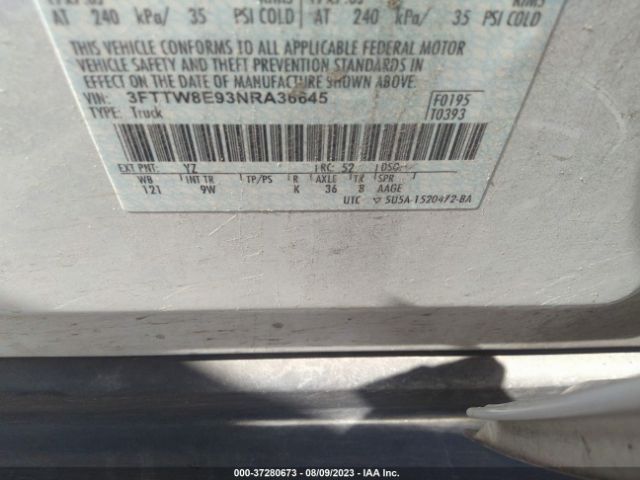 AT 240 kPa/ 35 PSI COLD AT 240 kPa/ 35 PSI COLD
THIS VEHICLE CONFORMS TO ALL APPLICABLE FEDERAL MOTOR
VEHICLE SAFETY AND THEFT PREVENTION STANDARDS IN
EFFECT ON THE DATE OF MANUFACTURE SHOWN ABOVE.
VIN: 3FTTW8E93NRA36645 F0195
TYPE: Truck T0393
EXT PNT: YZ RC: 52 DSO:
WB INT TR TP/PS R AXLE TR SPR
121 9W K 36 8 AAGE
UTC 5U5A-1520472-BA
000-37280673 - 08/09/2023 - IAA Inc.